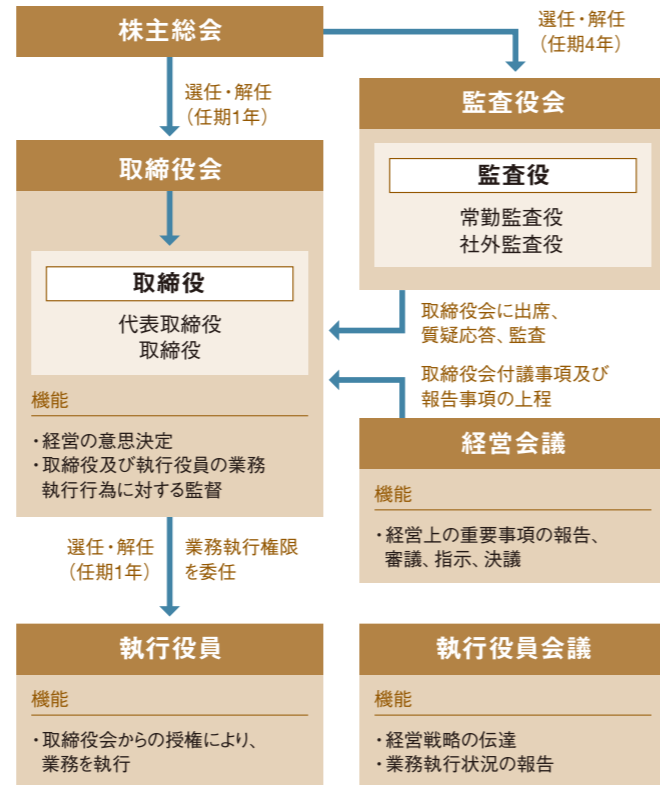 株主総会
選任・解任
(任期4年)
選任・解任
(任期1年)
監査役会
監査役
常勤監査役
社外監査役
取締役会
取締役
代表取締役
取締役
機能
・経営の意思決定
・取締役及び執行役員の業務
執行行為に対する監督
取締役会に出席、
質疑応答、監査
取締役会付議事項及び
報告事項の上程
経営会議
機能
・経営上の重要事項の報告、
審議、指示、決議
選任・解任
(任期1年)
業務執行権限
を委任
執行役員
機能
・取締役会からの授権により、
業務を執行
執行役員会議
機能
・経営戦略の伝達
・業務執行状況の報告